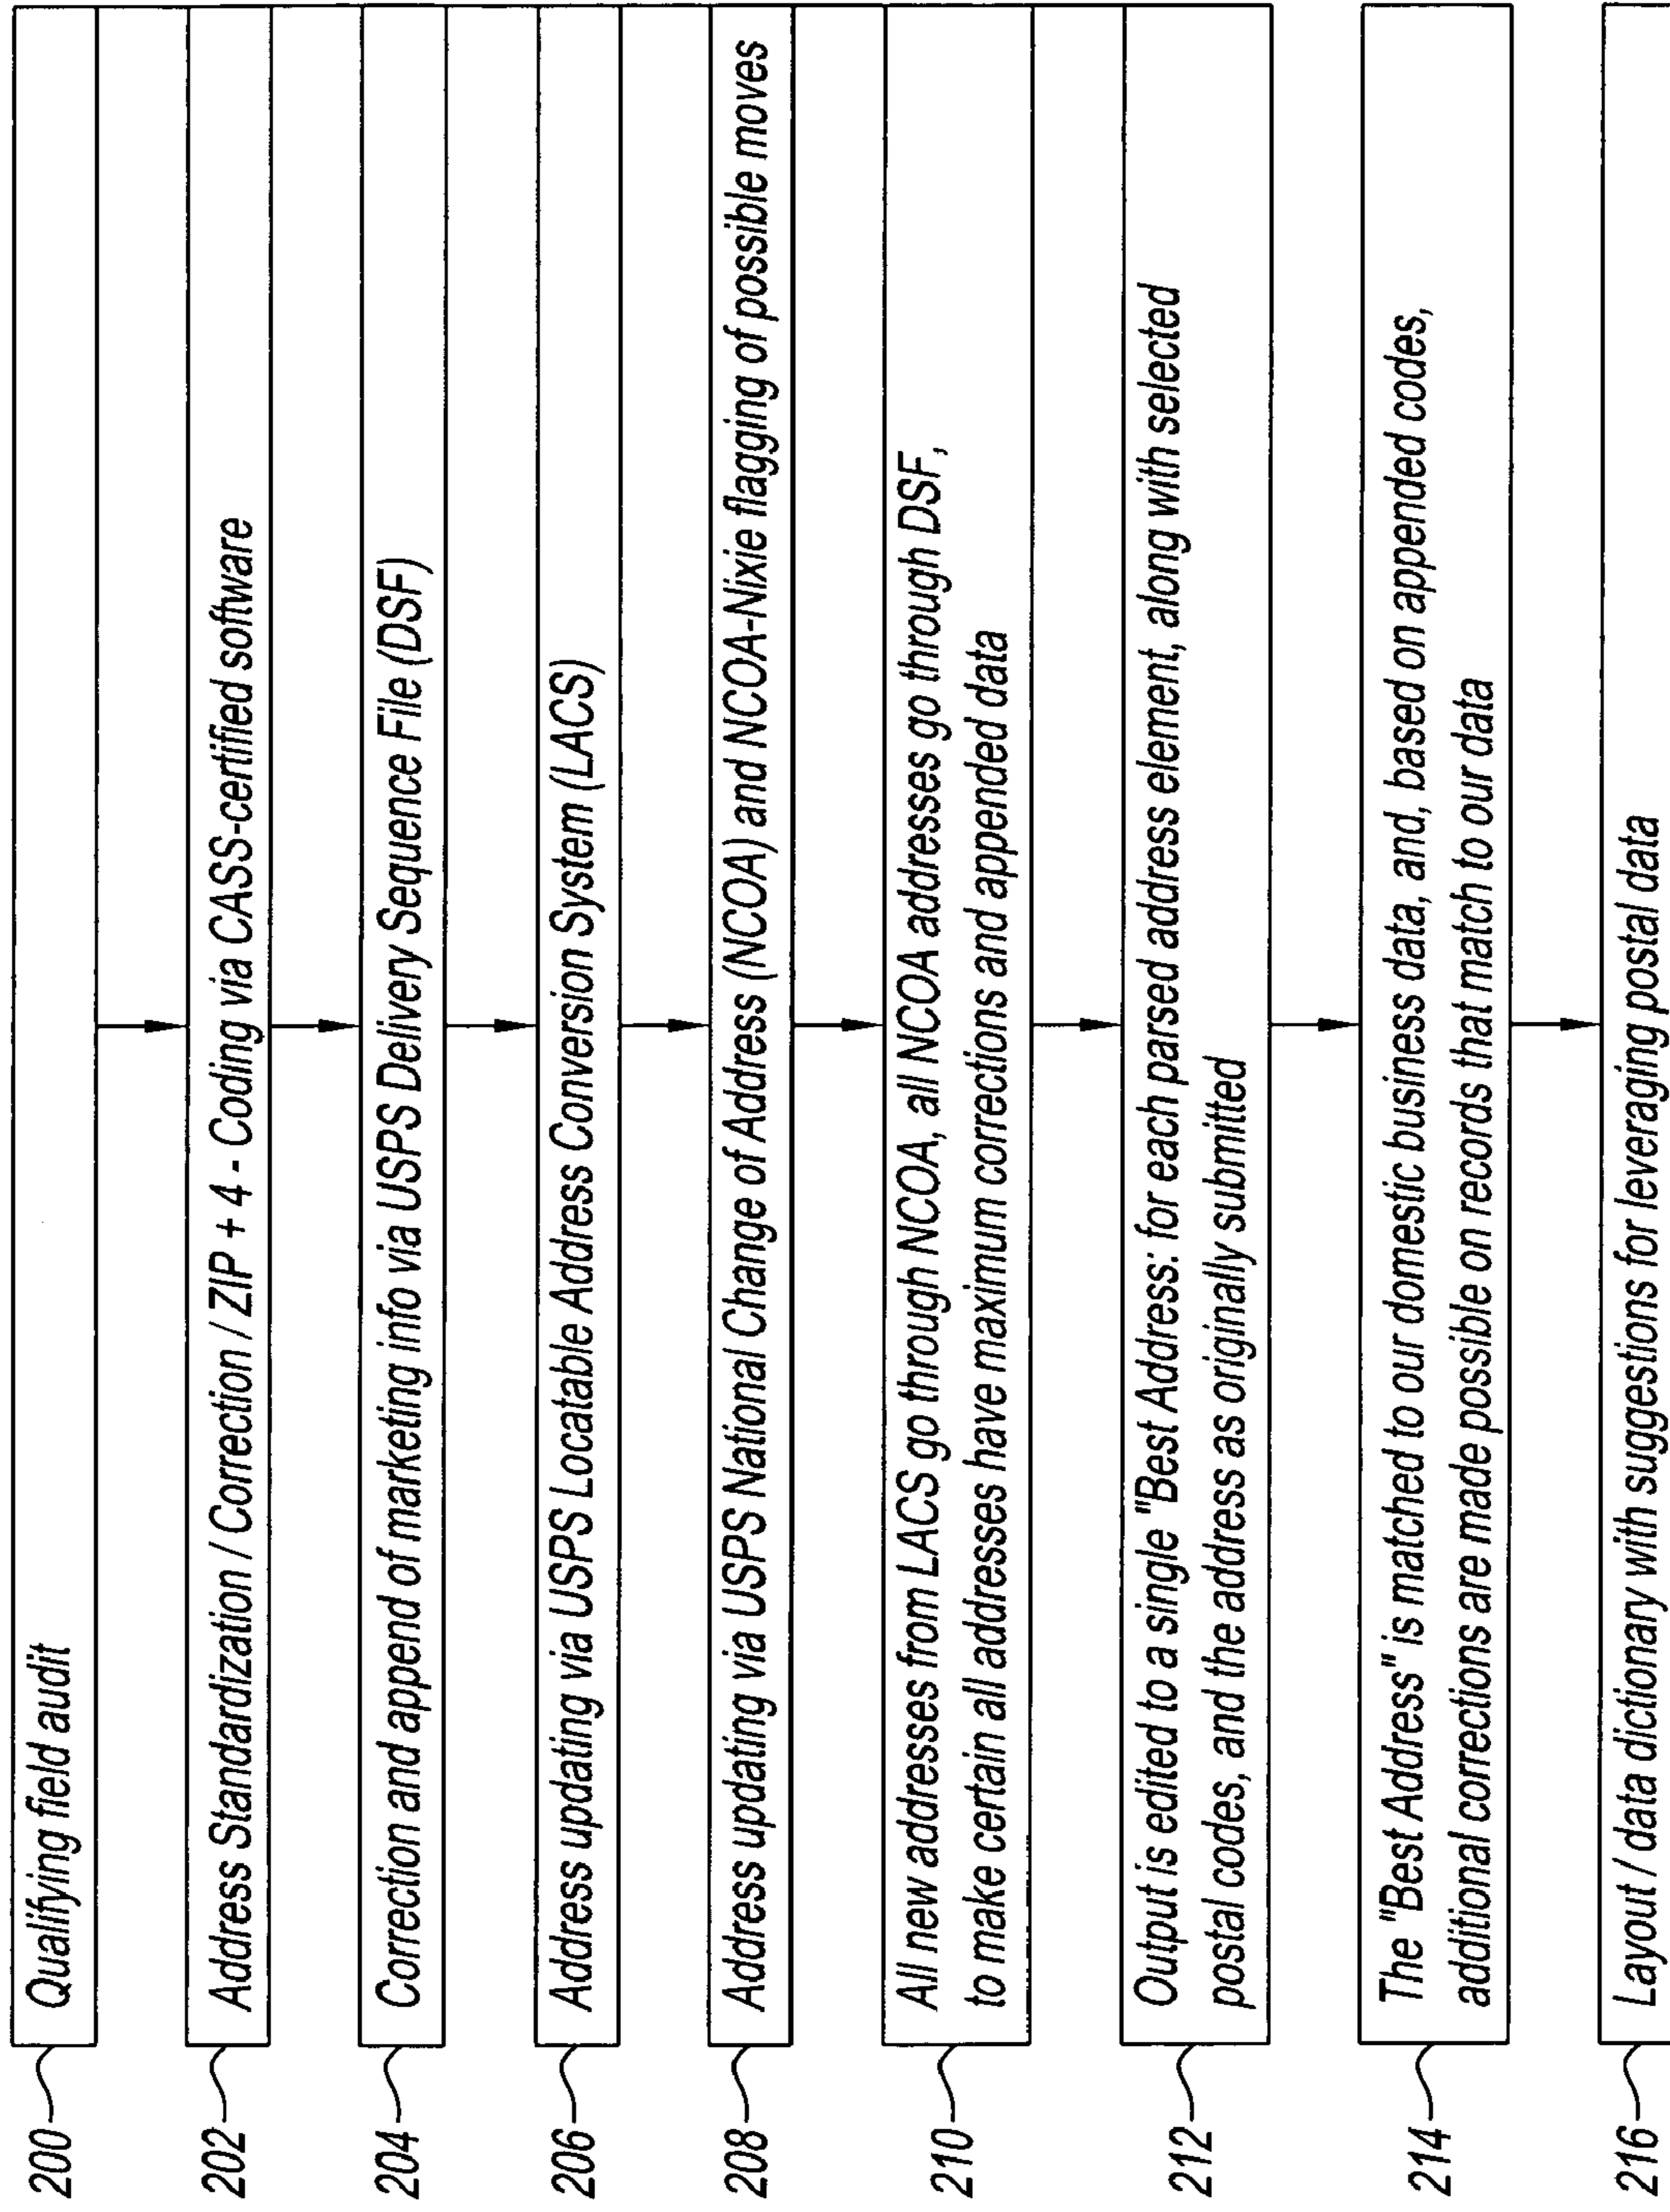 200
Qualifying field audit
202
Address Standardization / Correction / ZIP + 4 - Coding via CASS-certified software
204
Correction and append of marketing info via USPS Delivery Sequence File (DSF)
206
Address updating via USPS Locatable Address Conversion System (LACS)
208
Address updating via USPS National Change of Address (NCOA) and NCOA-Nixie flagging of possible moves
210
All new addresses from LACS go through NCOA, all NCOA addresses go through DSF,
to make certain all addresses have maximum corrections and appended data
212
Output is edited to a single "Best Address: for each parsed address element, along with selected
postal codes, and the address as originally submitted
214
The "Best Address" is matched to our domestic business data, and, based on appended codes,
additional corrections are made possible on records that match to our data
216
Layout / data dictionary with suggestions for leveraging postal data